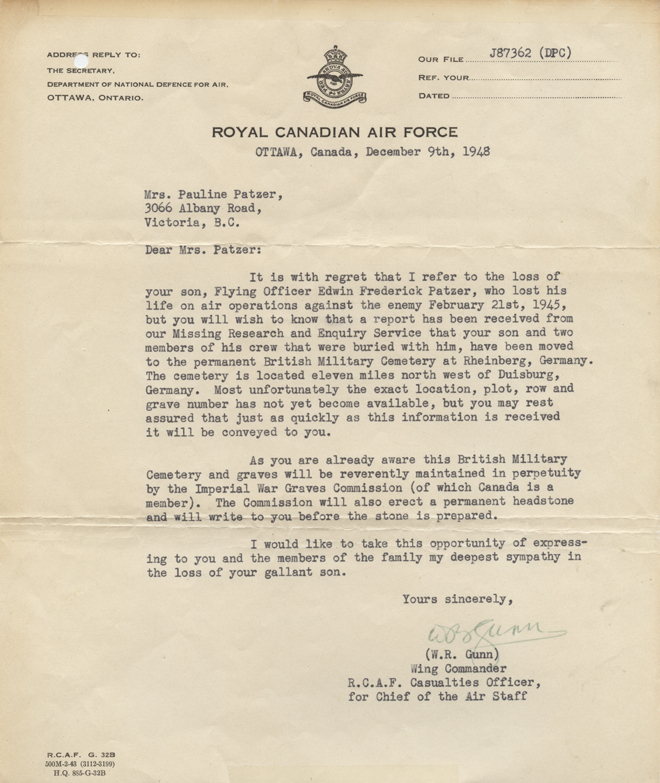 ADDRESS REPLY TO:
THE SECRETARY,
DEPARTMENT OF NATIONAL DEFENCE FOR AIR,
OTTAWA, ONTARIO.
OUR FILE J87362 (DPC)
REF. YOUR
DATED
ROYAL CANADIAN AIR FORCE
OTTAWA, Canada, December 9th, 1948
Mrs. Pauline Patzer,
3066 Albany Road,
Victoria, B.C.
Dear Mrs. Patzer:
It is with regret that I refer to the loss of
your son, Flying Officer Edwin Frederick Patzer, who lost his
life on air operations against the enemy February 21st, 1945,
but you will wish to know that a report has been received from
our Missing Research and Enquiry Service that your son and two
members of his crew that were buried with him, have been moved
to the permanent British Military Cemetery at Rheinberg, Germany.
The cemetery is located eleven miles north west of Duisburg,
Germany. Most unfortunately the exact location, plot, row and
grave number has not yet become available, but you may rest
assured that just as quickly as this information is received
it will be conveyed to you.
As you are already aware this British Military
Cemetery and graves will be reverently maintained in perpetuity
by the Imperial War Graves Commission (of which Canada is a
member). The Commission will also erect a permanent headstone
and will write to you before the stone is prepared.
I would like to take this opportunity of express-
ing to you and the members of the family my deepest sympathy in
the loss of your gallant son.
Yours sincerely,
Gunn
(W.R. Gunn)
Wing Commander
R.C.A.F. Casualties Officer,
for Chief of the Air Staff
R.C.A.F. G. 32B
500M-2-43 (3112-3199)
H.Q. 885-G-32B